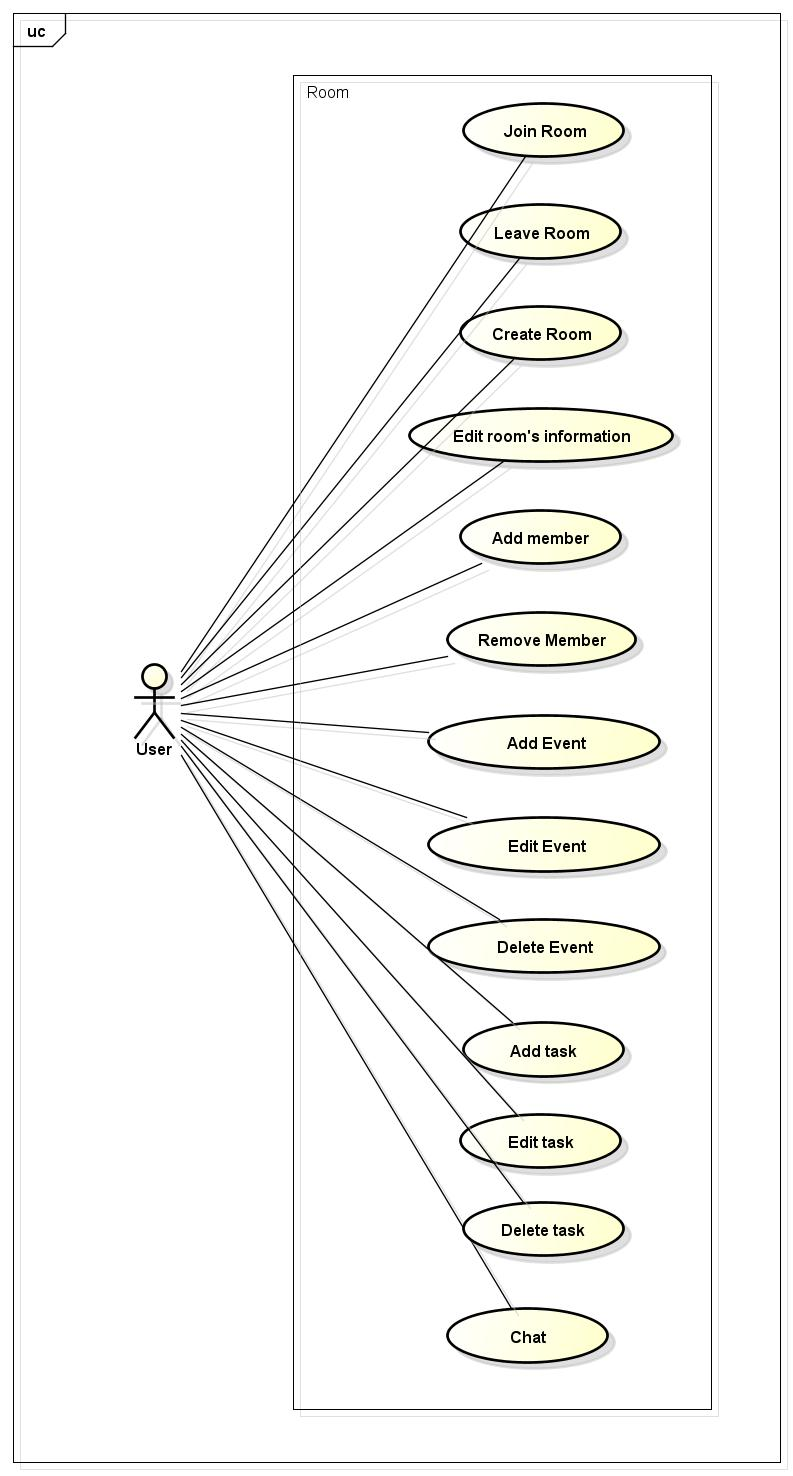 uc
Room
Join Room
Leave Room
Create Room
Edit room's information
Add member
Remove Member
User
Add Event
Edit Event
Delete Event
Add task
Edit task
Delete task
Chat